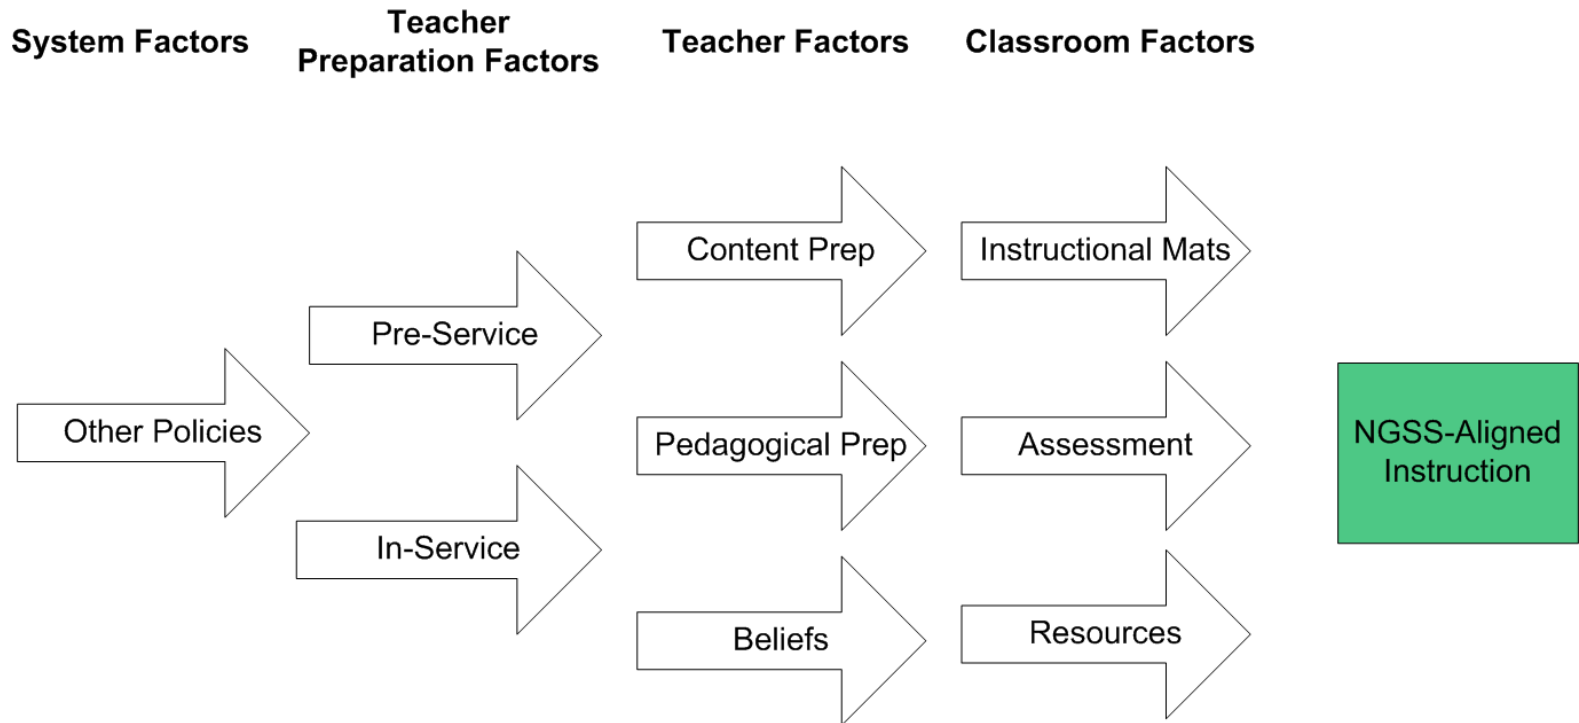 System Factors
Teacher
Preparation Factors
Teacher Factors
Classroom Factors
Other Policies
Pre-Service
In-Service
Content Prep
Pedagogical Prep
Beliefs
Instructional Mats
Assessment
Resources
NGSS-Aligned
Instruction